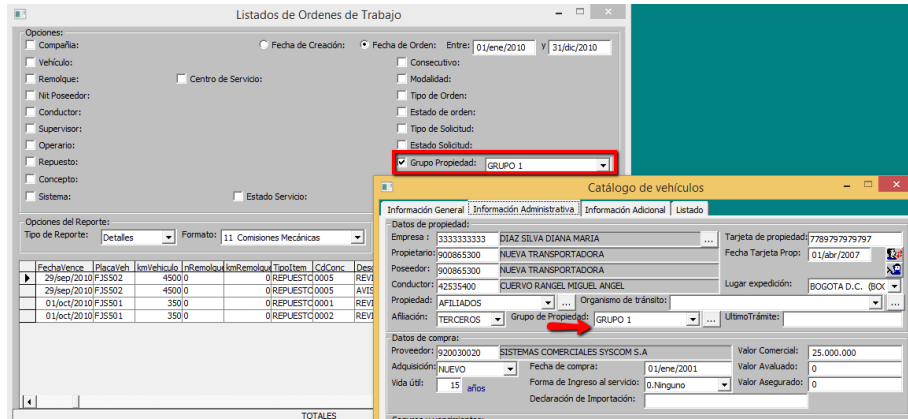 Listados de Ordenes de Trabajo
Opciones:
Compañia:
Fecha de Creación:
Fecha de Orden: Entre: 01/ene/2010 y 31/dic/2010
Vehículo:
Consecutivo:
Remolque:
Centro de Servicio:
Modalidad:
Nit Poseedor:
Tipo de Orden:
Conductor:
Estado de orden:
Supervisor:
Tipo de Solicitud:
Operario:
Estado Solicitud:
Repuesto:
Grupo Propiedad: GRUPO 1
Concepto:
Sistema:
Estado Servicio:
Opciones del Reporte:
Tipo de Reporte: Detalles Formato: 11 Comisiones Mecánicas
FechaVence PlacaVeh kmVehiculo nRemolqu kmRemolqu TipoItem CdConc Desc
29/sep/2010 FJS502 4500 0 0 REPUESTO 0005 REVI
29/sep/2010 FJS502 4500 0 0 REPUESTO 0005 AVIS
01/oct/2010 FJS501 350 0 0 REPUESTO 0001 REVI
01/oct/2010 FJS501 350 0 0 REPUESTO 0002 REVI
TOTALES
Catálogo de vehículos
Información General Información Administrativa Información Adicional Listado
Datos de propiedad:
Empresa : 3333333333 DIAZ SILVA DIANA MARIA ... Tarjeta de propiedad: 7789797979797
Propietario: 900865300 NUEVA TRANSPORTADORA Fecha Tarjeta Prop: 01/abr/2007
Poseedor: 900865300 NUEVA TRANSPORTADORA
Conductor: 42535400 CUERVO RANGEL MIGUEL ANGEL Lugar expedición: BOGOTA D.C. (BOG
Propiedad: AFILIADOS ... Organismo de tránsito: ...
Afiliación: TERCEROS Grupo de Propiedad: GRUPO 1 ... UltimoTrámite:
Datos de compra:
Proveedor: 920030020 SISTEMAS COMERCIALES SYSCOM S.A Valor Comercial: 25.000.000
Adquisición: NUEVO Fecha de compra: 01/ene/2001 Valor Avaluado: 0
Vida útil: 15 años Forma de Ingreso al servicio: 0.Ninguno Valor Asegurado: 0
Declaración de Importación: